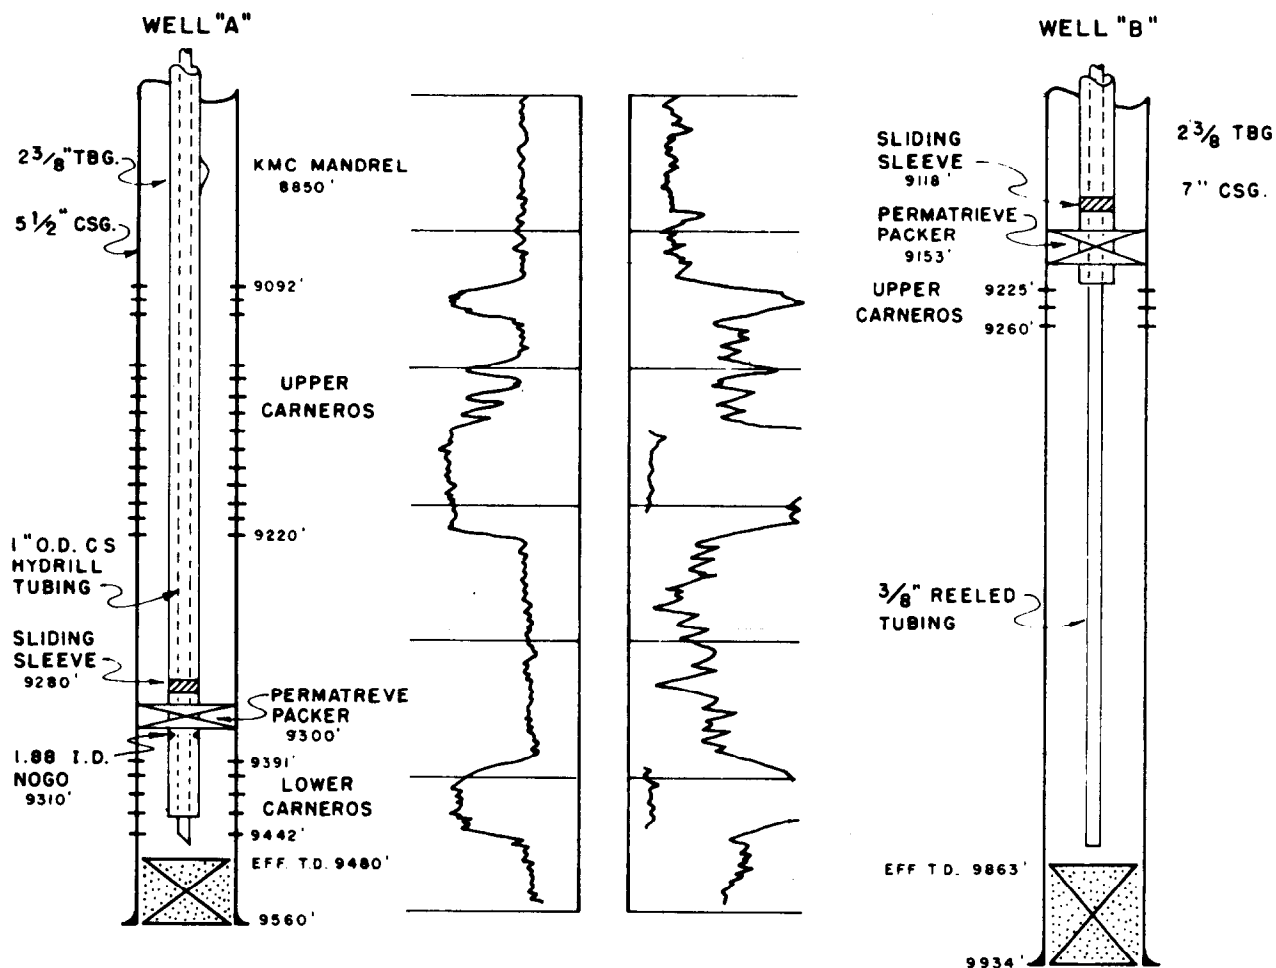 WELL "A"
2 3/8" TBG.
5 1/2" CSG.
KMC MANDREL
8850'
9092'
UPPER
CARNEROS
9220'
1" O.D. CS
HYDRILL
TUBING
SLIDING
SLEEVE
9280'
PERMATREVE
PACKER
9300'
1.88 I.D.
NOGO
9310'
9391'
LOWER
CARNEROS
9442'
EFF. T.D. 9480'
9560'
WELL "B"
2 3/8 TBG
7" CSG.
SLIDING
SLEEVE
9118'
PERMATRIEVE
PACKER
9153'
UPPER
CARNEROS
9225'
9260'
3/8" REELED
TUBING
EFF T.D. 9863'
9934'